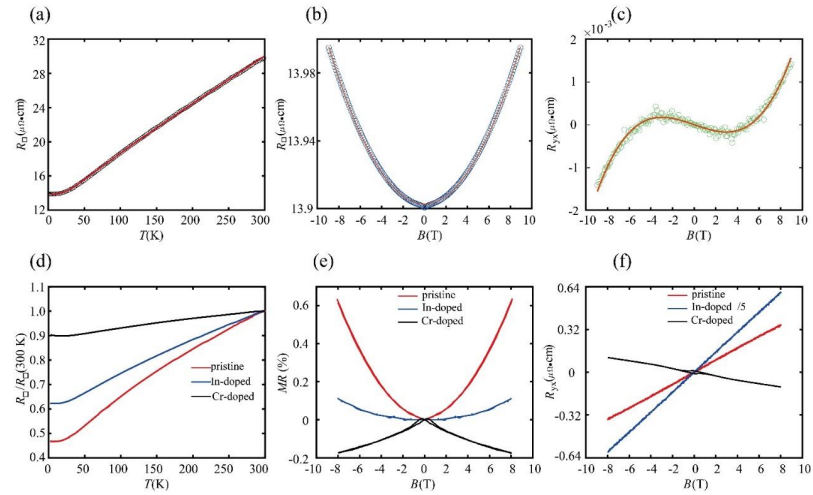 (a)
R□(μΩ•cm)
32
28
24
20
16
12
0 50 100 150 200 250 300
T(K)
(b)
R□(μΩ•cm)
13.98
13.94
13.9
-10 -8 -6 -4 -2 0 2 4 6 8 10
B(T)
(c)
×10⁻³
Ryx(μΩ•cm)
2
1
0
-1
-2
-10 -8 -6 -4 -2 0 2 4 6 8 10
B(T)
(d)
R□/R□(300 K)
1.1
1.0
0.9
0.8
0.7
0.6
0.5
0.4
pristine
In-doped
Cr-doped
0 50 100 150 200 250 300
T(K)
(e)
MR (%)
0.6
0.4
0.2
0
-0.2
pristine
In-doped
Cr-doped
-10 -8 -6 -4 -2 0 2 4 6 8 10
B(T)
(f)
Ryx(μΩ•cm)
0.64
0.32
0
-0.32
-0.64
pristine
In-doped /5
Cr-doped
-10 -8 -6 -4 -2 0 2 4 6 8 10
B(T)